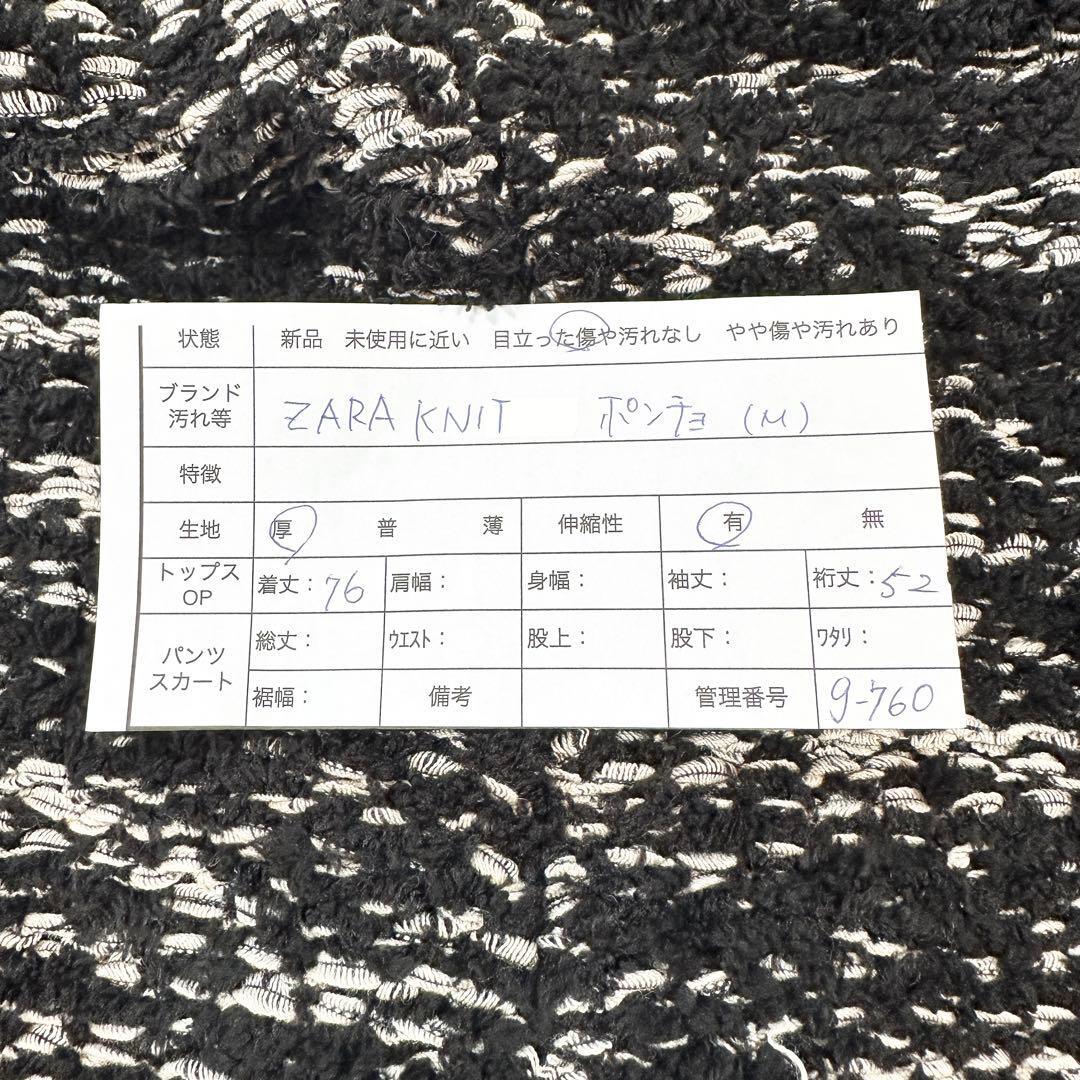 状態 新品 未使用に近い 目立った傷や汚れなし やや傷や汚れあり
ブランド
汚れ等 ZARA KNIT ポンチョ (M)
特徴
生地 厚 普 薄 伸縮性 有 無
トップス
OP 着丈：76 肩幅： 身幅： 袖丈： 裄丈：52
パンツ
スカート 総丈： ウエスト： 股上： 股下： ワタリ：
裾幅： 備考 管理番号 g-760